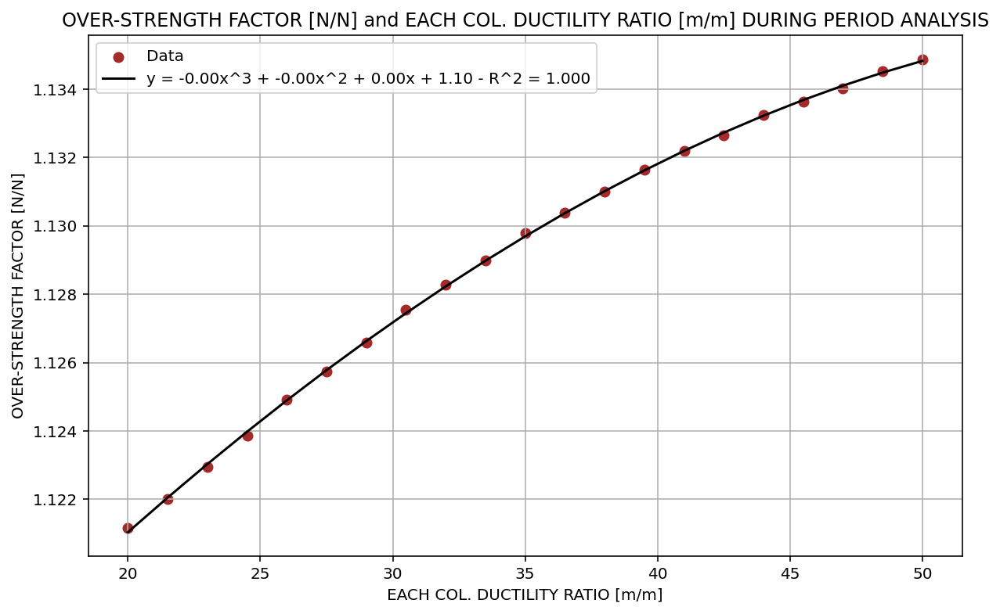 OVER-STRENGTH FACTOR [N/N] and EACH COL. DUCTILITY RATIO [m/m] DURING PERIOD ANALYSIS
Data
y = -0.00x^3 + -0.00x^2 + 0.00x + 1.10 - R^2 = 1.000
OVER-STRENGTH FACTOR [N/N]
1.134
1.132
1.130
1.128
1.126
1.124
1.122
20 25 30 35 40 45 50
EACH COL. DUCTILITY RATIO [m/m]